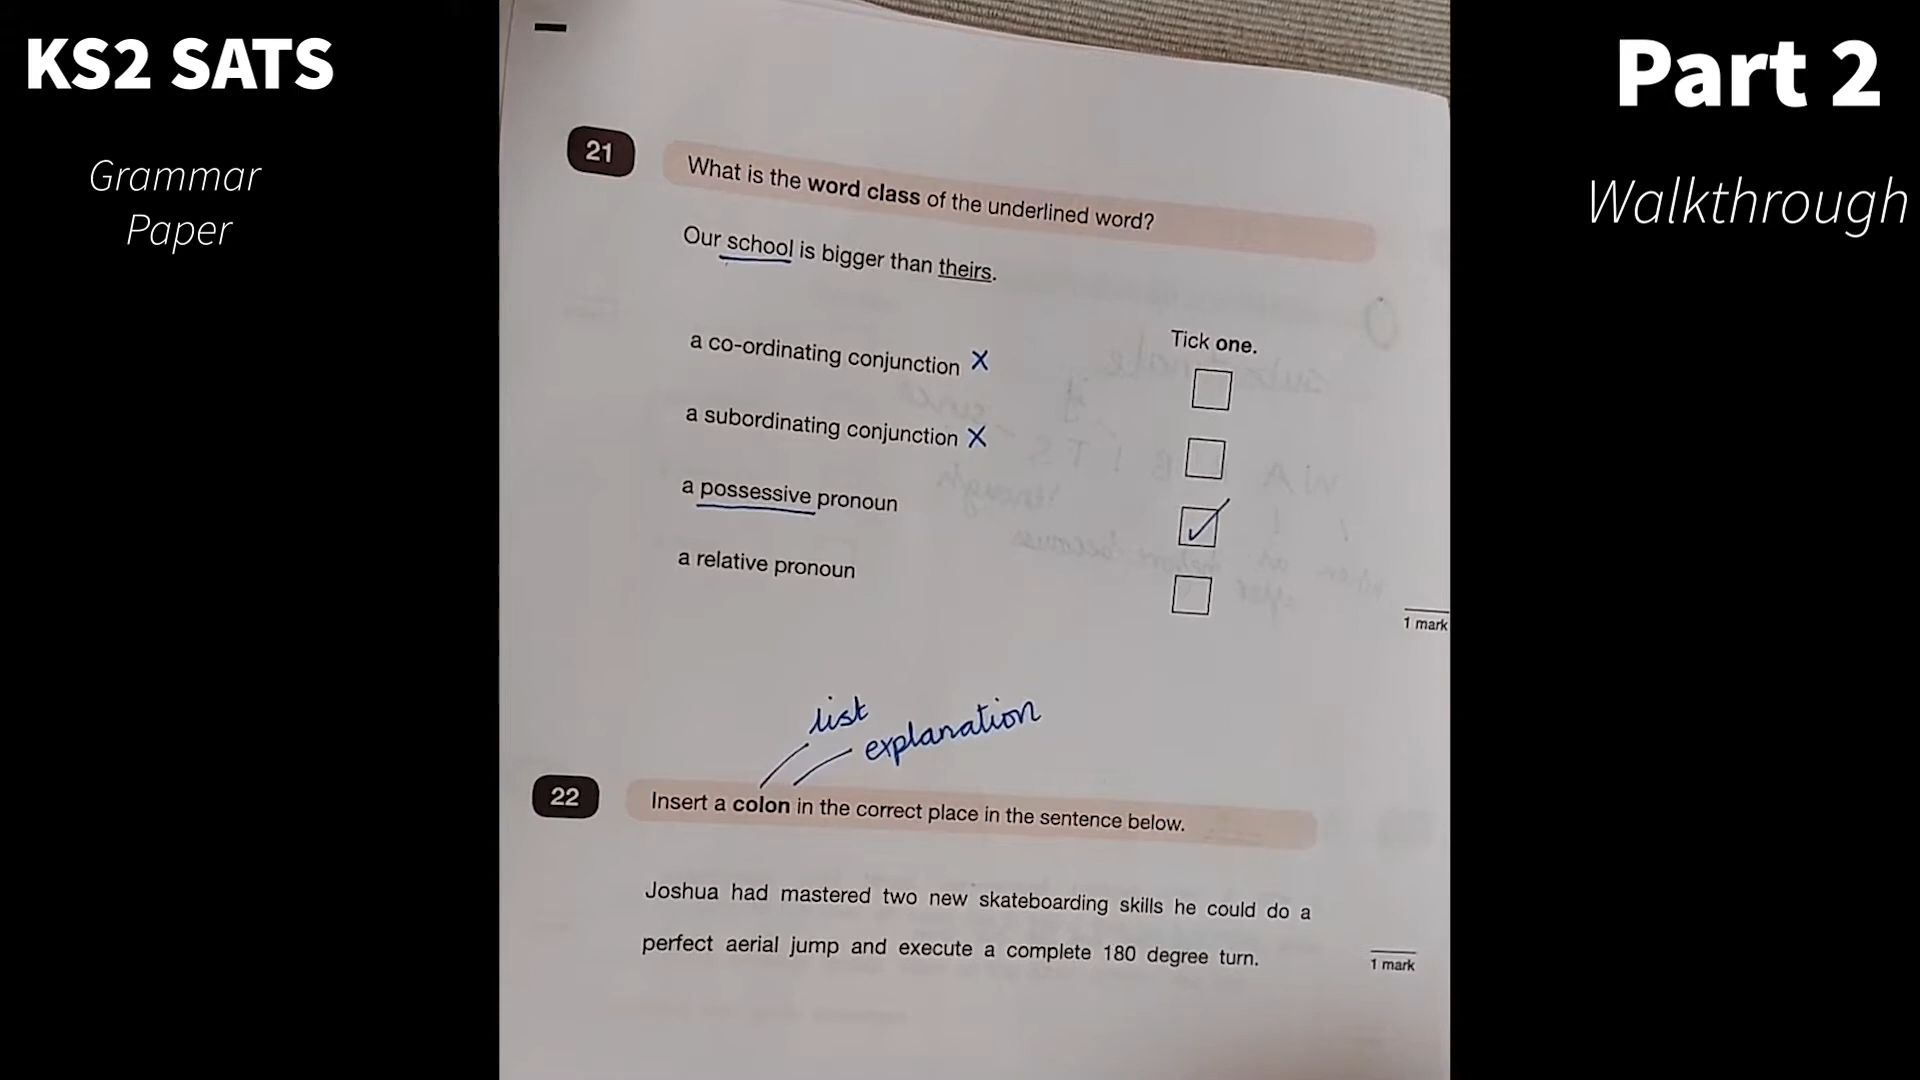 KS2 SATS
Grammar
Paper
Part 2
Walkthrough
21
What is the word class of the underlined word?
Our school is bigger than theirs.
Tick one.
a co-ordinating conjunction X
a subordinating conjunction X
a possessive pronoun
a relative pronoun
1 mark
list
explanation
22
Insert a colon in the correct place in the sentence below.
Joshua had mastered two new skateboarding skills he could do a
perfect aerial jump and execute a complete 180 degree turn.
1 mark